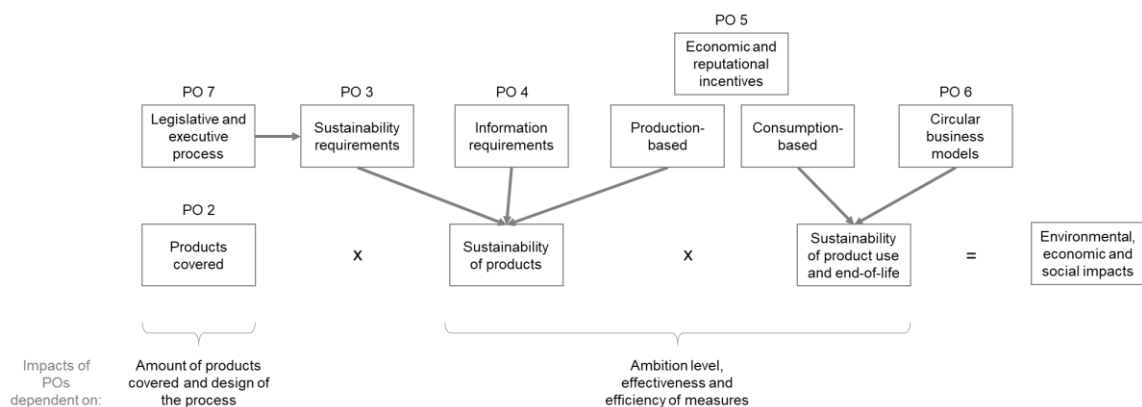 PO 5
Economic and
reputational
incentives
PO 7
Legislative and
executive
process
PO 3
Sustainability
requirements
PO 4
Information
requirements
Production-
based
Consumption-
based
PO 6
Circular
business
models
PO 2
Products
covered
x
Sustainability
of products
x
Sustainability
of product use
and end-of-life
=
Environmental,
economic and
social impacts
Impacts of
POs
dependent on:
Amount of products
covered and design of
the process
Ambition level,
effectiveness and
efficiency of measures